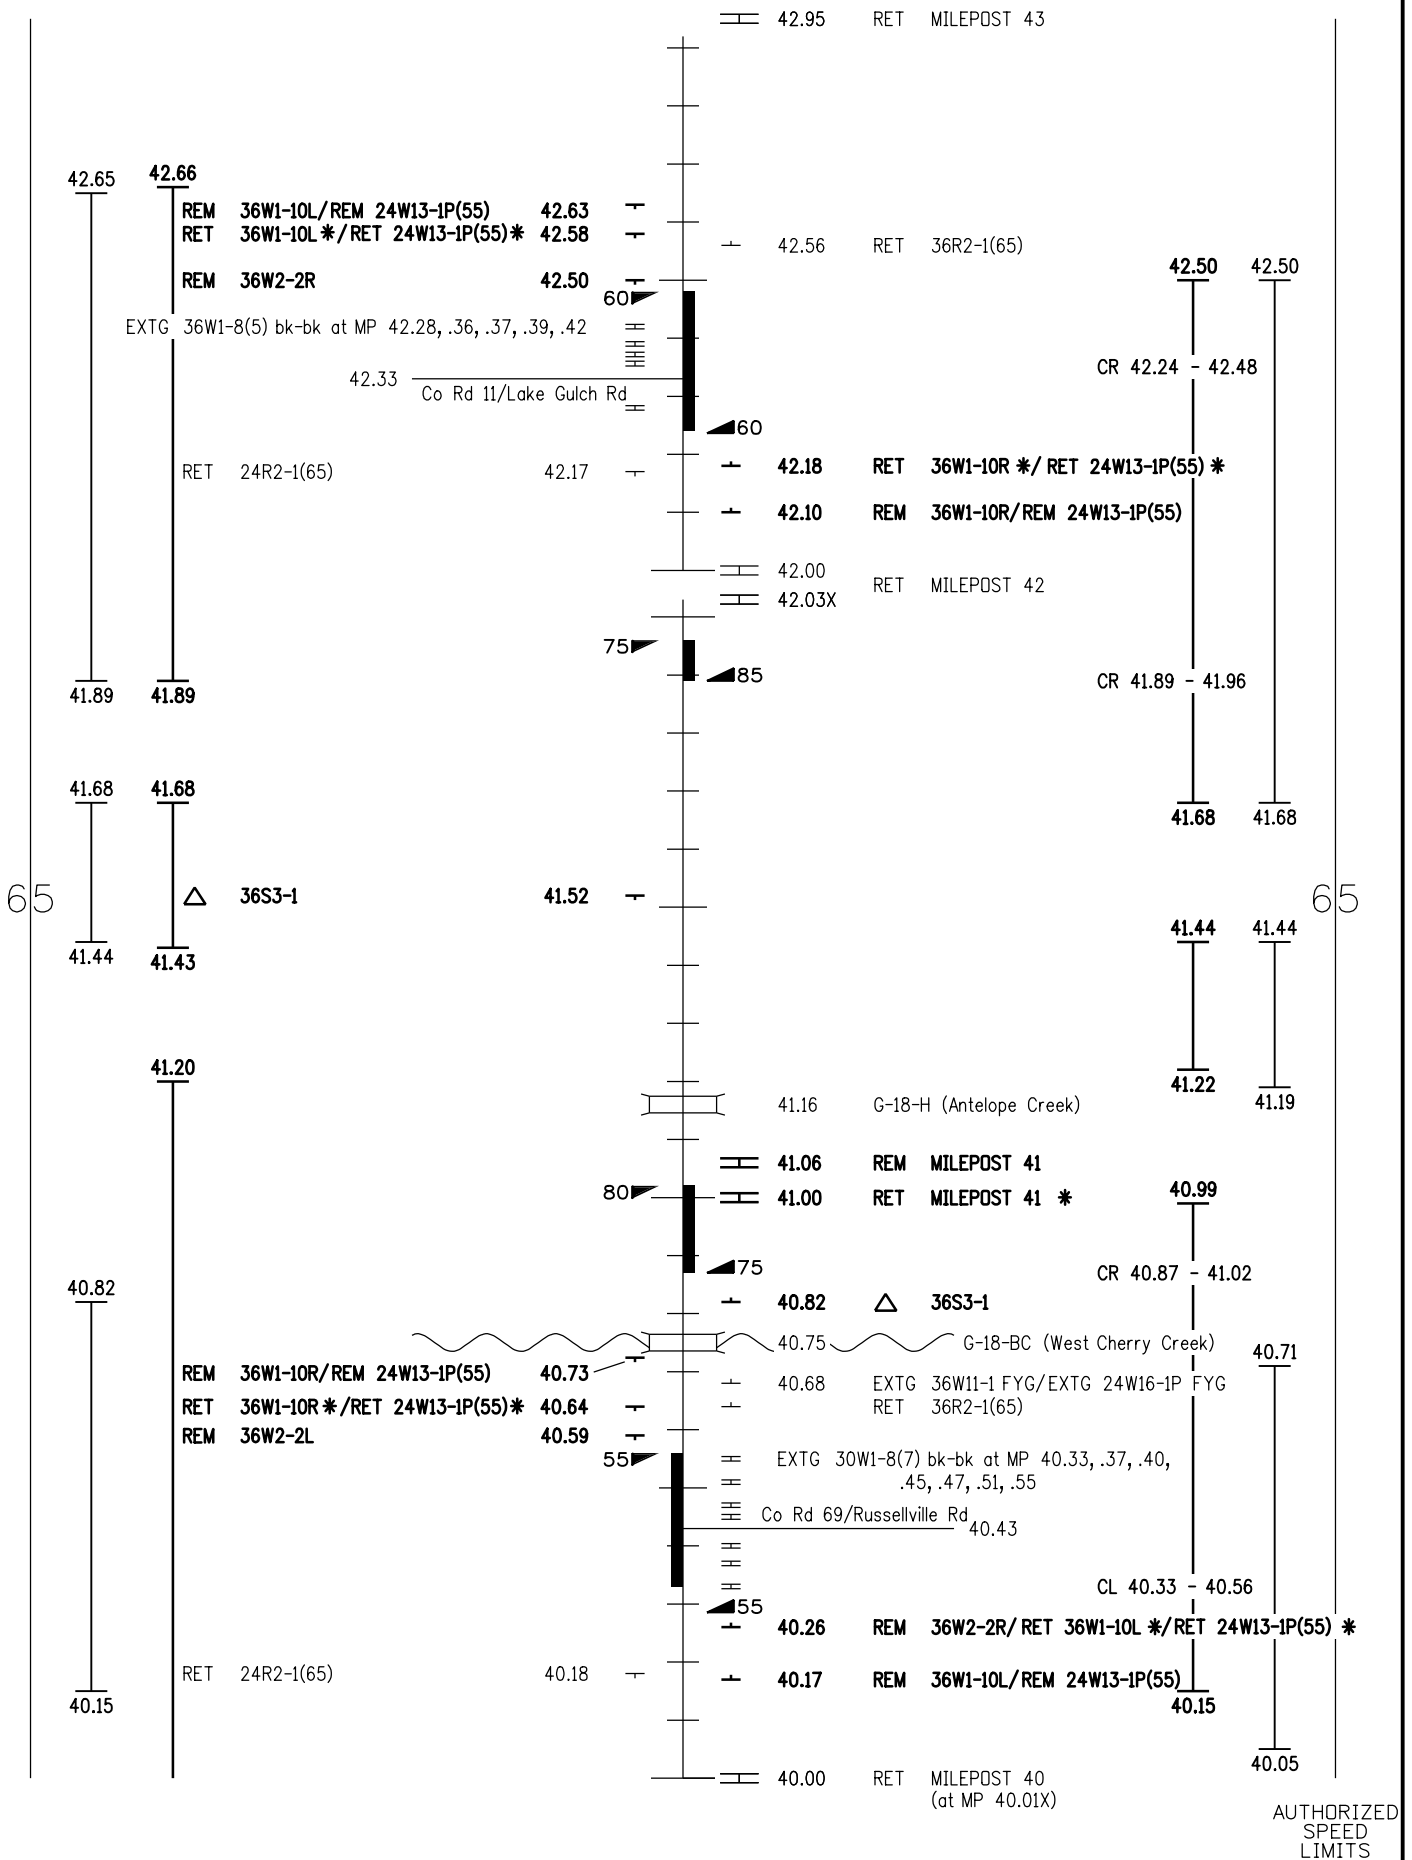 42.95 RET MILEPOST 43
42.65 42.66
REM 36W1-10L/REM 24W13-1P(55) 42.63
RET 36W1-10L*/RET 24W13-1P(55)* 42.58
42.56 RET 36R2-1(65)
42.50 42.50
REM 36W2-2R 42.50
60
EXTG 36W1-8(5) bk-bk at MP 42.28, .36, .37, .39, .42
CR 42.24 - 42.48
42.33
Co Rd 11/Lake Gulch Rd
60
42.18 RET 36W1-10R */ RET 24W13-1P(55) *
RET 24R2-1(65) 42.17
42.10 REM 36W1-10R/REM 24W13-1P(55)
42.00
RET MILEPOST 42
42.03X
75
85
CR 41.89 - 41.96
41.89 41.89
41.68 41.68
41.68 41.68
65
36S3-1 41.52
65
41.44 41.44
41.44 41.43
41.20
41.22
41.16 G-18-H (Antelope Creek)
41.19
41.06 REM MILEPOST 41
80
41.00 RET MILEPOST 41 *
40.99
75
CR 40.87 - 41.02
40.82
40.82 36S3-1
40.75 G-18-BC (West Cherry Creek)
40.71
REM 36W1-10R/REM 24W13-1P(55) 40.73
40.68 EXTG 36W11-1 FYG/EXTG 24W16-1P FYG
RET 36R2-1(65)
RET 36W1-10R*/RET 24W13-1P(55)* 40.64
REM 36W2-2L 40.59
55
EXTG 30W1-8(7) bk-bk at MP 40.33, .37, .40,
.45, .47, .51, .55
Co Rd 69/Russellville Rd
40.43
CL 40.33 - 40.56
55
40.26 REM 36W2-2R/ RET 36W1-10L */RET 24W13-1P(55) *
RET 24R2-1(65) 40.18
40.17 REM 36W1-10L/REM 24W13-1P(55)
40.15
40.15
40.05
40.00 RET MILEPOST 40
(at MP 40.01X)
AUTHORIZED
SPEED
LIMITS